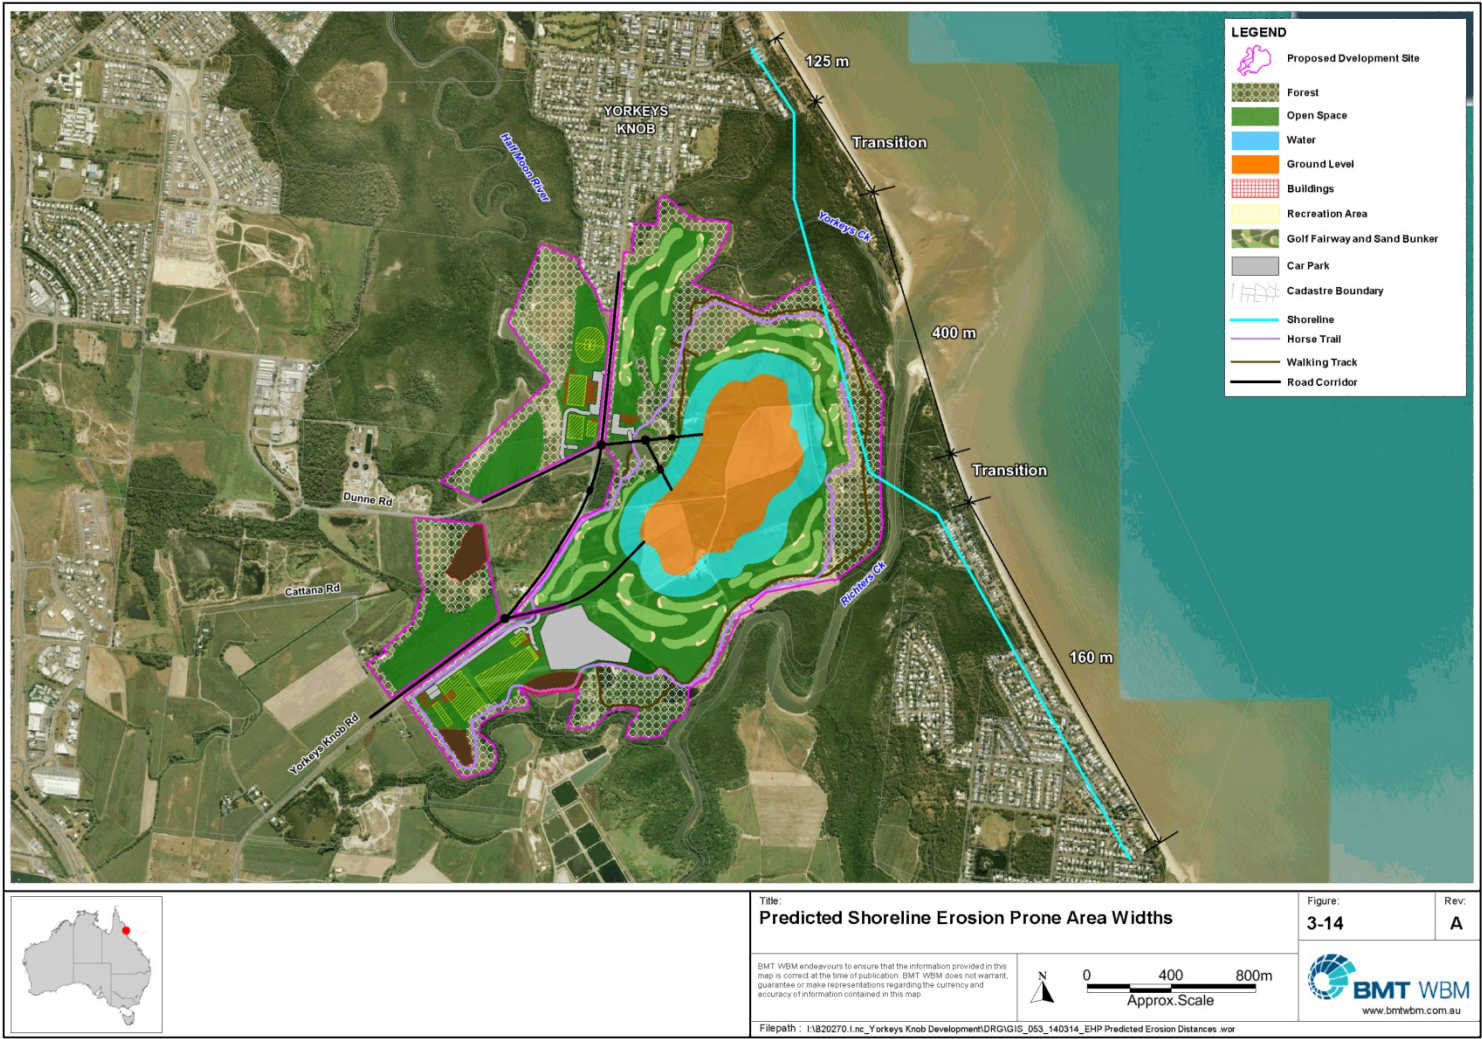 125 m
YORKEYS
KNOB
Transition
Half Moon River
Yorkeys Ck
400 m
Transition
Dunne Rd
Cattana Rd
Richters Ck
160 m
Yorkeys Knob Rd
LEGEND
Proposed Dvelopment Site
Forest
Open Space
Water
Ground Level
Buildings
Recreation Area
Golf Fairway and Sand Bunker
Car Park
Cadastre Boundary
Shoreline
Horse Trail
Walking Track
Road Corridor
Title:
Predicted Shoreline Erosion Prone Area Widths
Figure:
3-14
Rev:
A
BMT WBM endeavours to ensure that the information provided in this
map is correct at the time of publication. BMT WBM does not warrant,
guarantee or make representations regarding the currency and
accuracy of information contained in this map.
N
0 400 800m
Approx.Scale
BMT WBM
www.bmtwbm.com.au
Filepath : I:\B20270.I.nc_Yorkeys Knob Development\DRG\GIS_053_140314_EHP Predicted Erosion Distances .wor